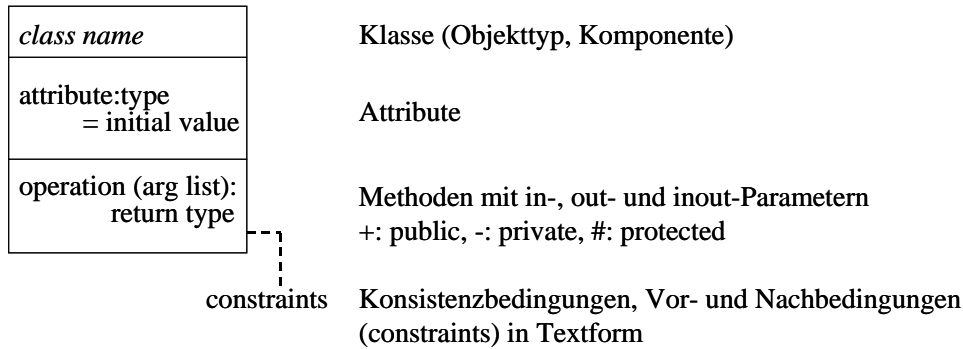 class name
Klasse (Objekttyp, Komponente)
attribute:type
= initial value
Attribute
operation (arg list):
return type
Methoden mit in-, out- und inout-Parametern
+: public, -: private, #: protected
constraints
Konsistenzbedingungen, Vor- und Nachbedingungen
(constraints) in Textform